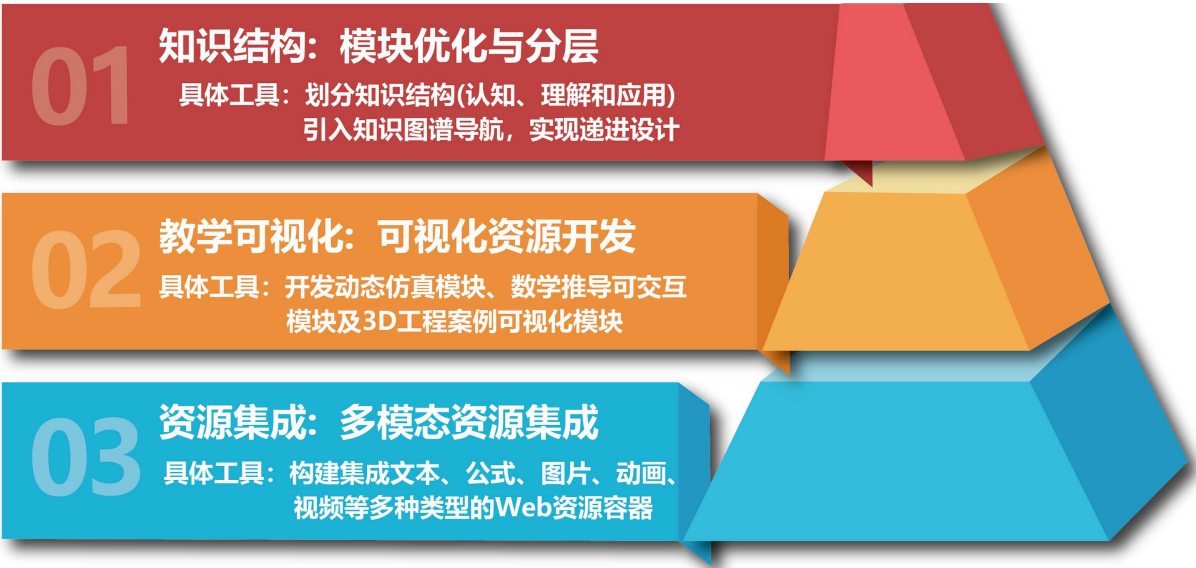 01
知识结构: 模块优化与分层
具体工具：划分知识结构(认知、理解和应用)
引入知识图谱导航，实现递进设计
02
教学可视化: 可视化资源开发
具体工具：开发动态仿真模块、数学推导可交互
模块及3D工程案例可视化模块
03
资源集成: 多模态资源集成
具体工具：构建集成文本、公式、图片、动画、
视频等多种类型的Web资源容器